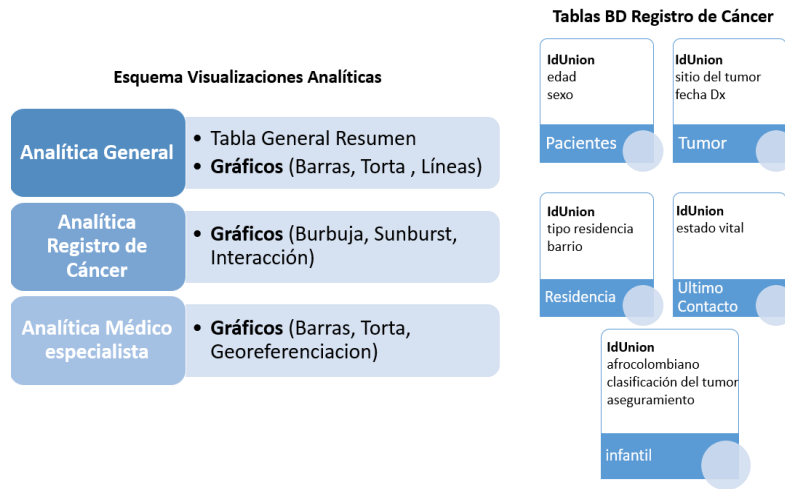 Esquema Visualizaciones Analíticas
Analítica General
• Tabla General Resumen
• Gráficos (Barras, Torta , Líneas)
Analítica
Registro de
Cáncer
• Gráficos (Burbuja, Sunburst,
Interacción)
Analítica Médico
especialista
• Gráficos (Barras, Torta,
Georeferenciacion)
Tablas BD Registro de Cáncer
IdUnion
edad
sexo
Pacientes
IdUnion
sitio del tumor
fecha Dx
Tumor
IdUnion
tipo residencia
barrio
Residencia
IdUnion
estado vital
Ultimo
Contacto
IdUnion
afrocolombiano
clasificación del tumor
aseguramiento
infantil